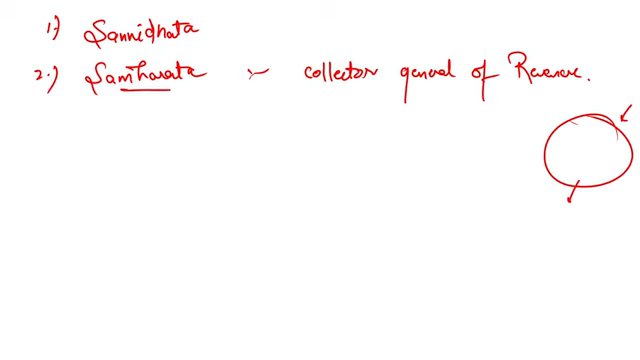 1.) Sannidhata
2.) Samharata :- collector general of Revenue.